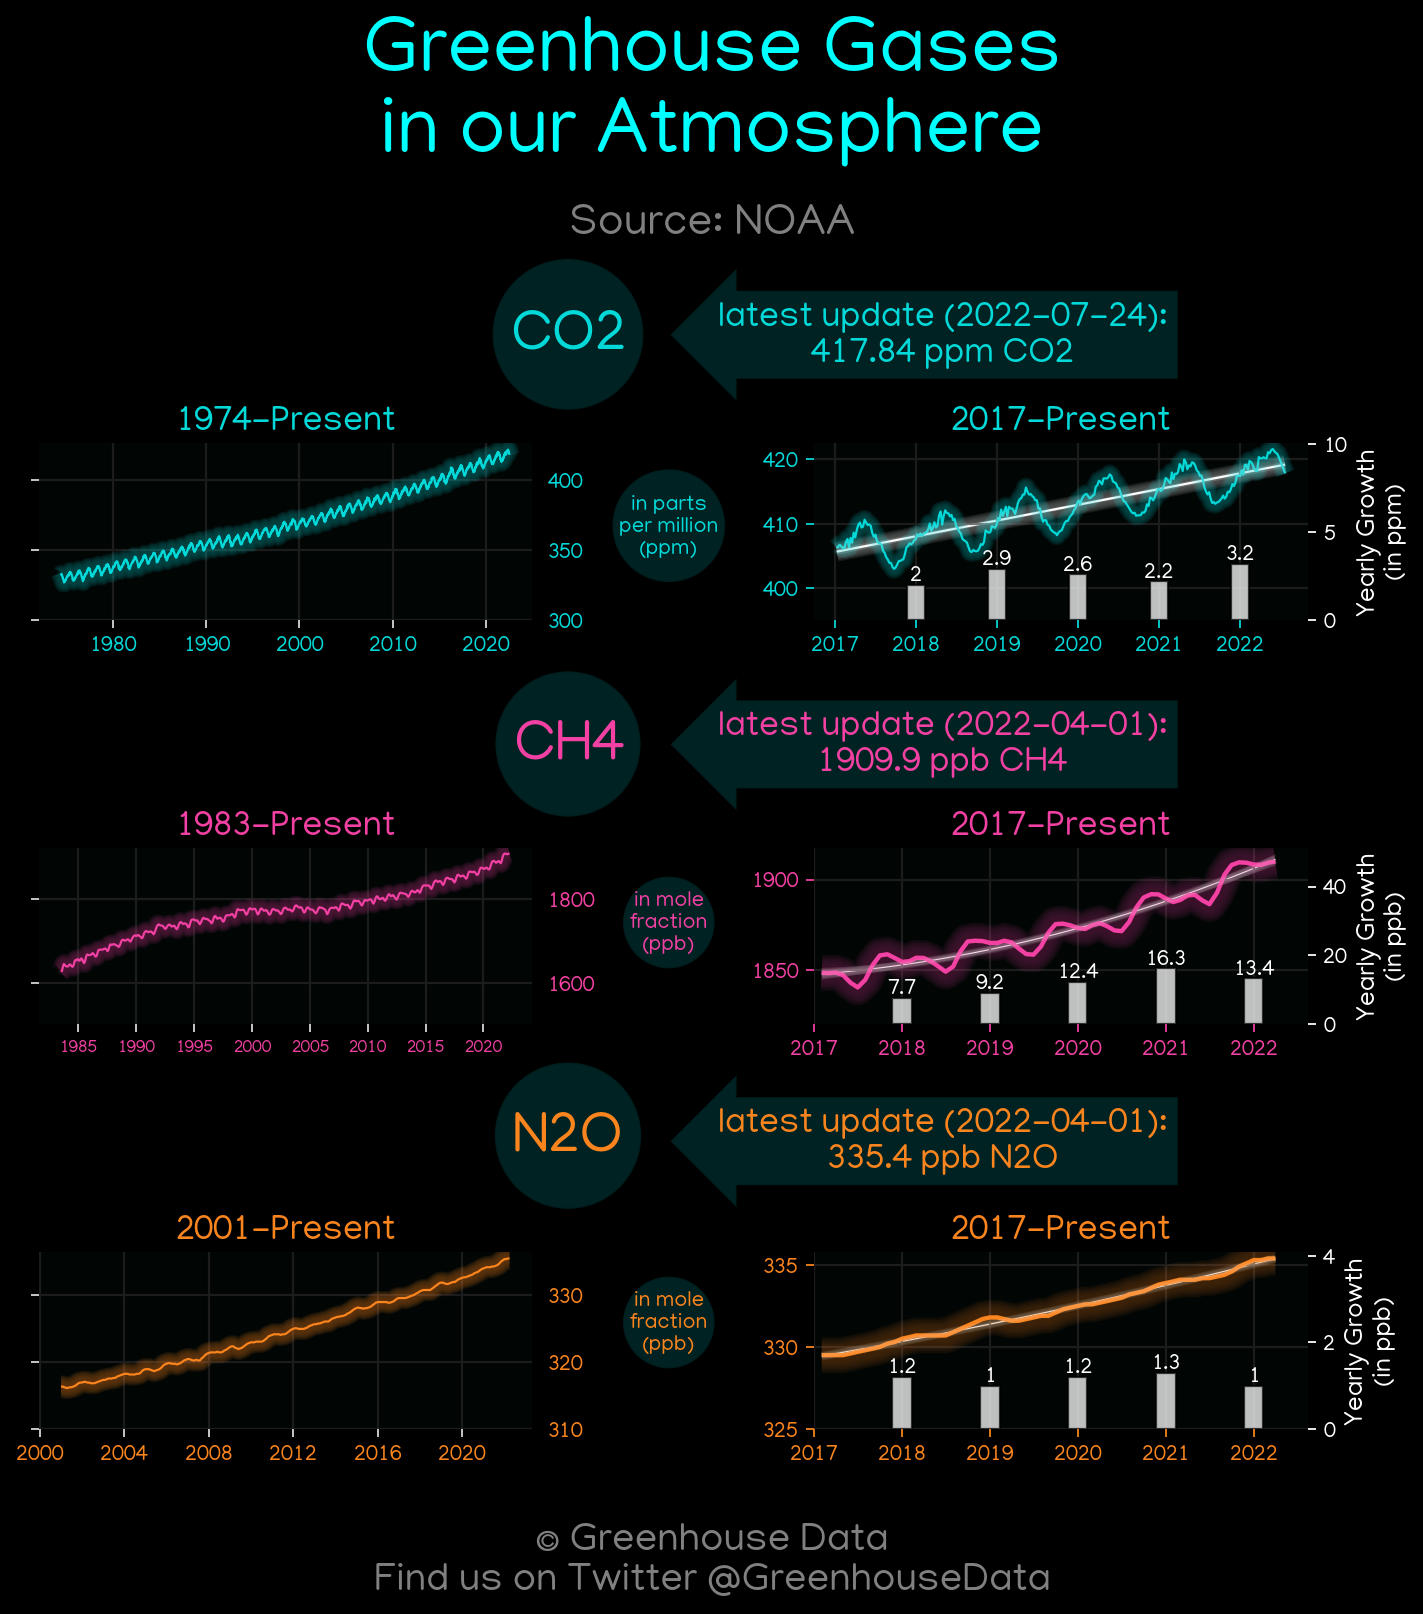 Greenhouse Gases
in our Atmosphere
Source: NOAA
CO2
latest update (2022-07-24):
417.84 ppm CO2
1974-Present
400
350
300
1980 1990 2000 2010 2020
in parts
per million
(ppm)
2017-Present
420
410
400
2 2.9 2.6 2.2 3.2
10
5
0
Yearly Growth
(in ppm)
2017 2018 2019 2020 2021 2022
CH4
latest update (2022-04-01):
1909.9 ppb CH4
1983-Present
1800
1600
1985 1990 1995 2000 2005 2010 2015 2020
in mole
fraction
(ppb)
2017-Present
1900
1850
7.7 9.2 12.4 16.3 13.4
40
20
0
Yearly Growth
(in ppb)
2017 2018 2019 2020 2021 2022
N2O
latest update (2022-04-01):
335.4 ppb N2O
2001-Present
330
320
310
2000 2004 2008 2012 2016 2020
in mole
fraction
(ppb)
2017-Present
335
330
325
1.2 1 1.2 1.3 1
4
2
0
Yearly Growth
(in ppb)
2017 2018 2019 2020 2021 2022
© Greenhouse Data
Find us on Twitter @GreenhouseData